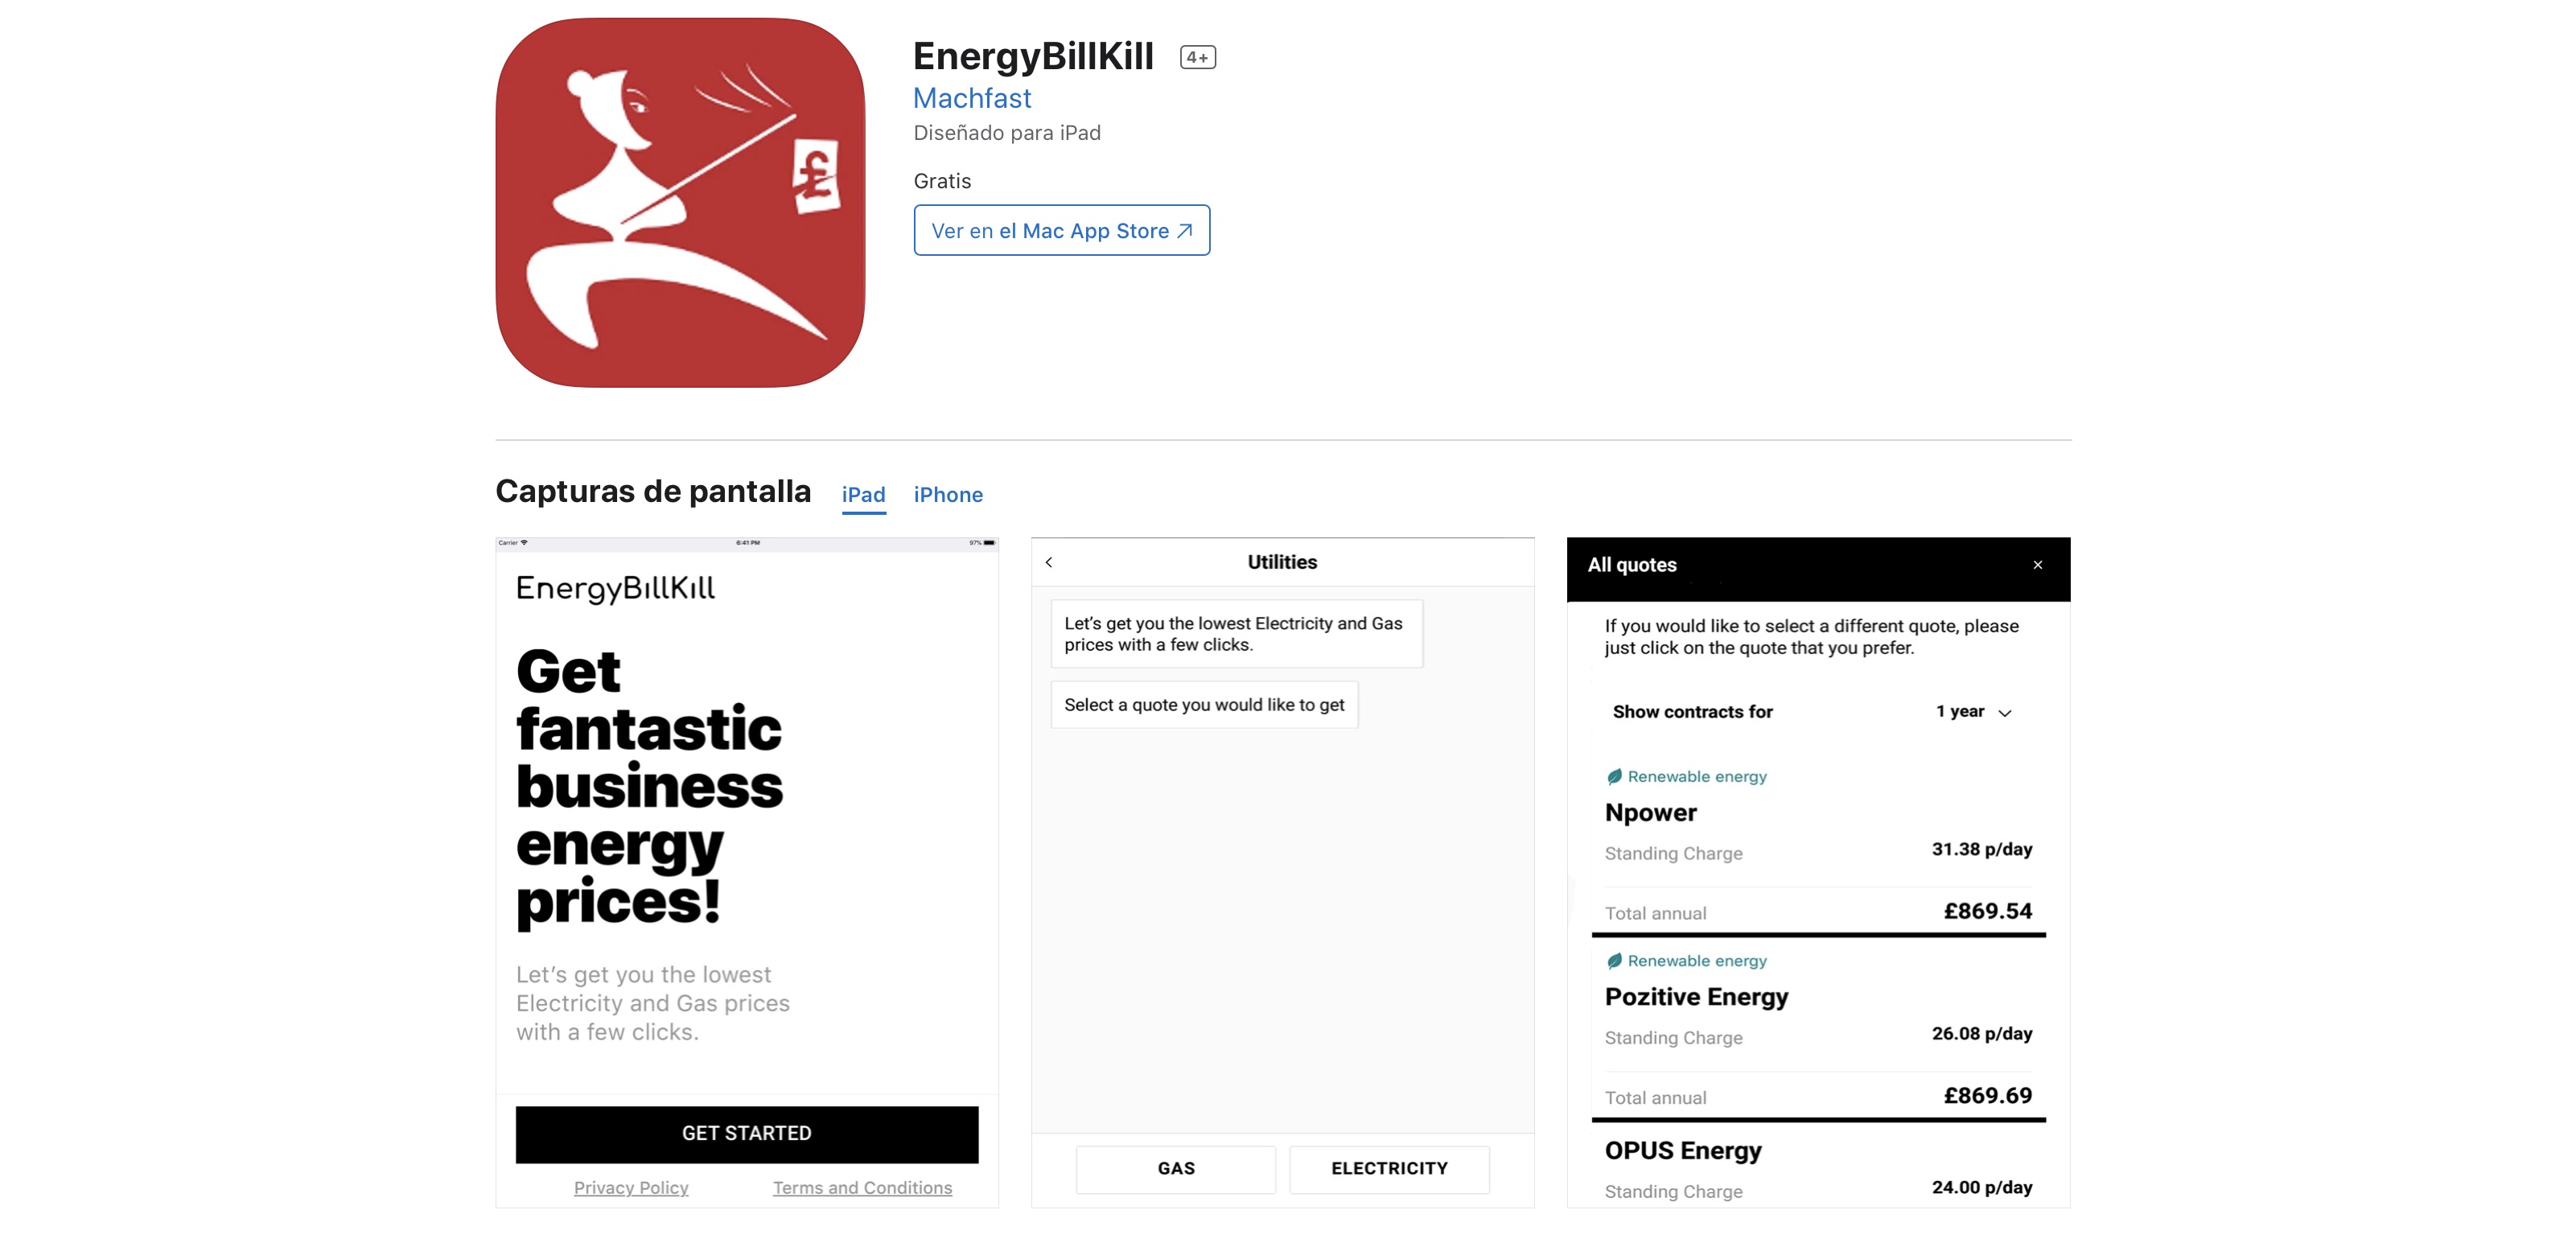 EnergyBillKill 4+
Machfast
Diseñado para iPad
Gratis
Ver en el Mac App Store
£
Capturas de pantalla iPad iPhone
Carrier 6:41 PM 97%
EnergyBillKill
Get
fantastic
business
energy
prices!
Let's get you the lowest
Electricity and Gas prices
with a few clicks.
GET STARTED
Privacy Policy Terms and Conditions
Utilities
Let's get you the lowest Electricity and Gas
prices with a few clicks.
Select a quote you would like to get
GAS ELECTRICITY
All quotes ×
If you would like to select a different quote, please
just click on the quote that you prefer.
Show contracts for 1 year
Renewable energy
Npower
Standing Charge 31.38 p/day
Total annual £869.54
Renewable energy
Pozitive Energy
Standing Charge 26.08 p/day
Total annual £869.69
OPUS Energy
Standing Charge 24.00 p/day